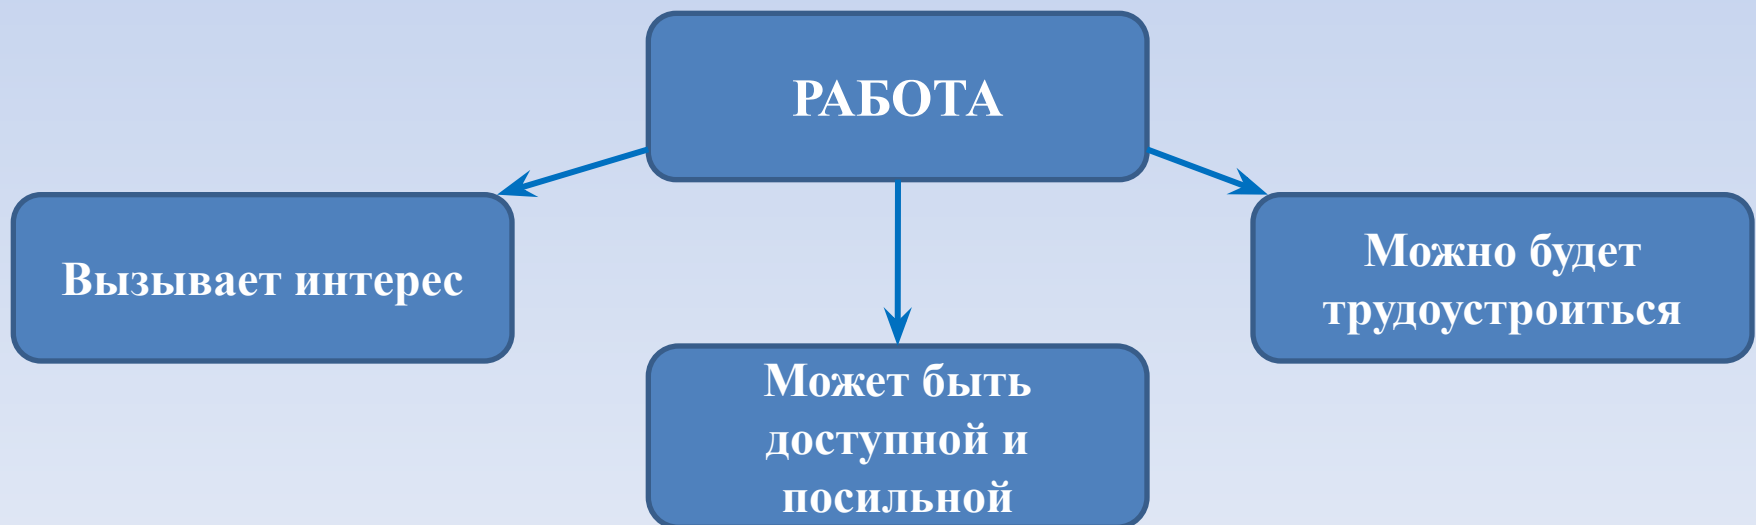 РАБОТА
Вызывает интерес
Можно будет
трудоустроиться
Может быть
доступной и
посильной